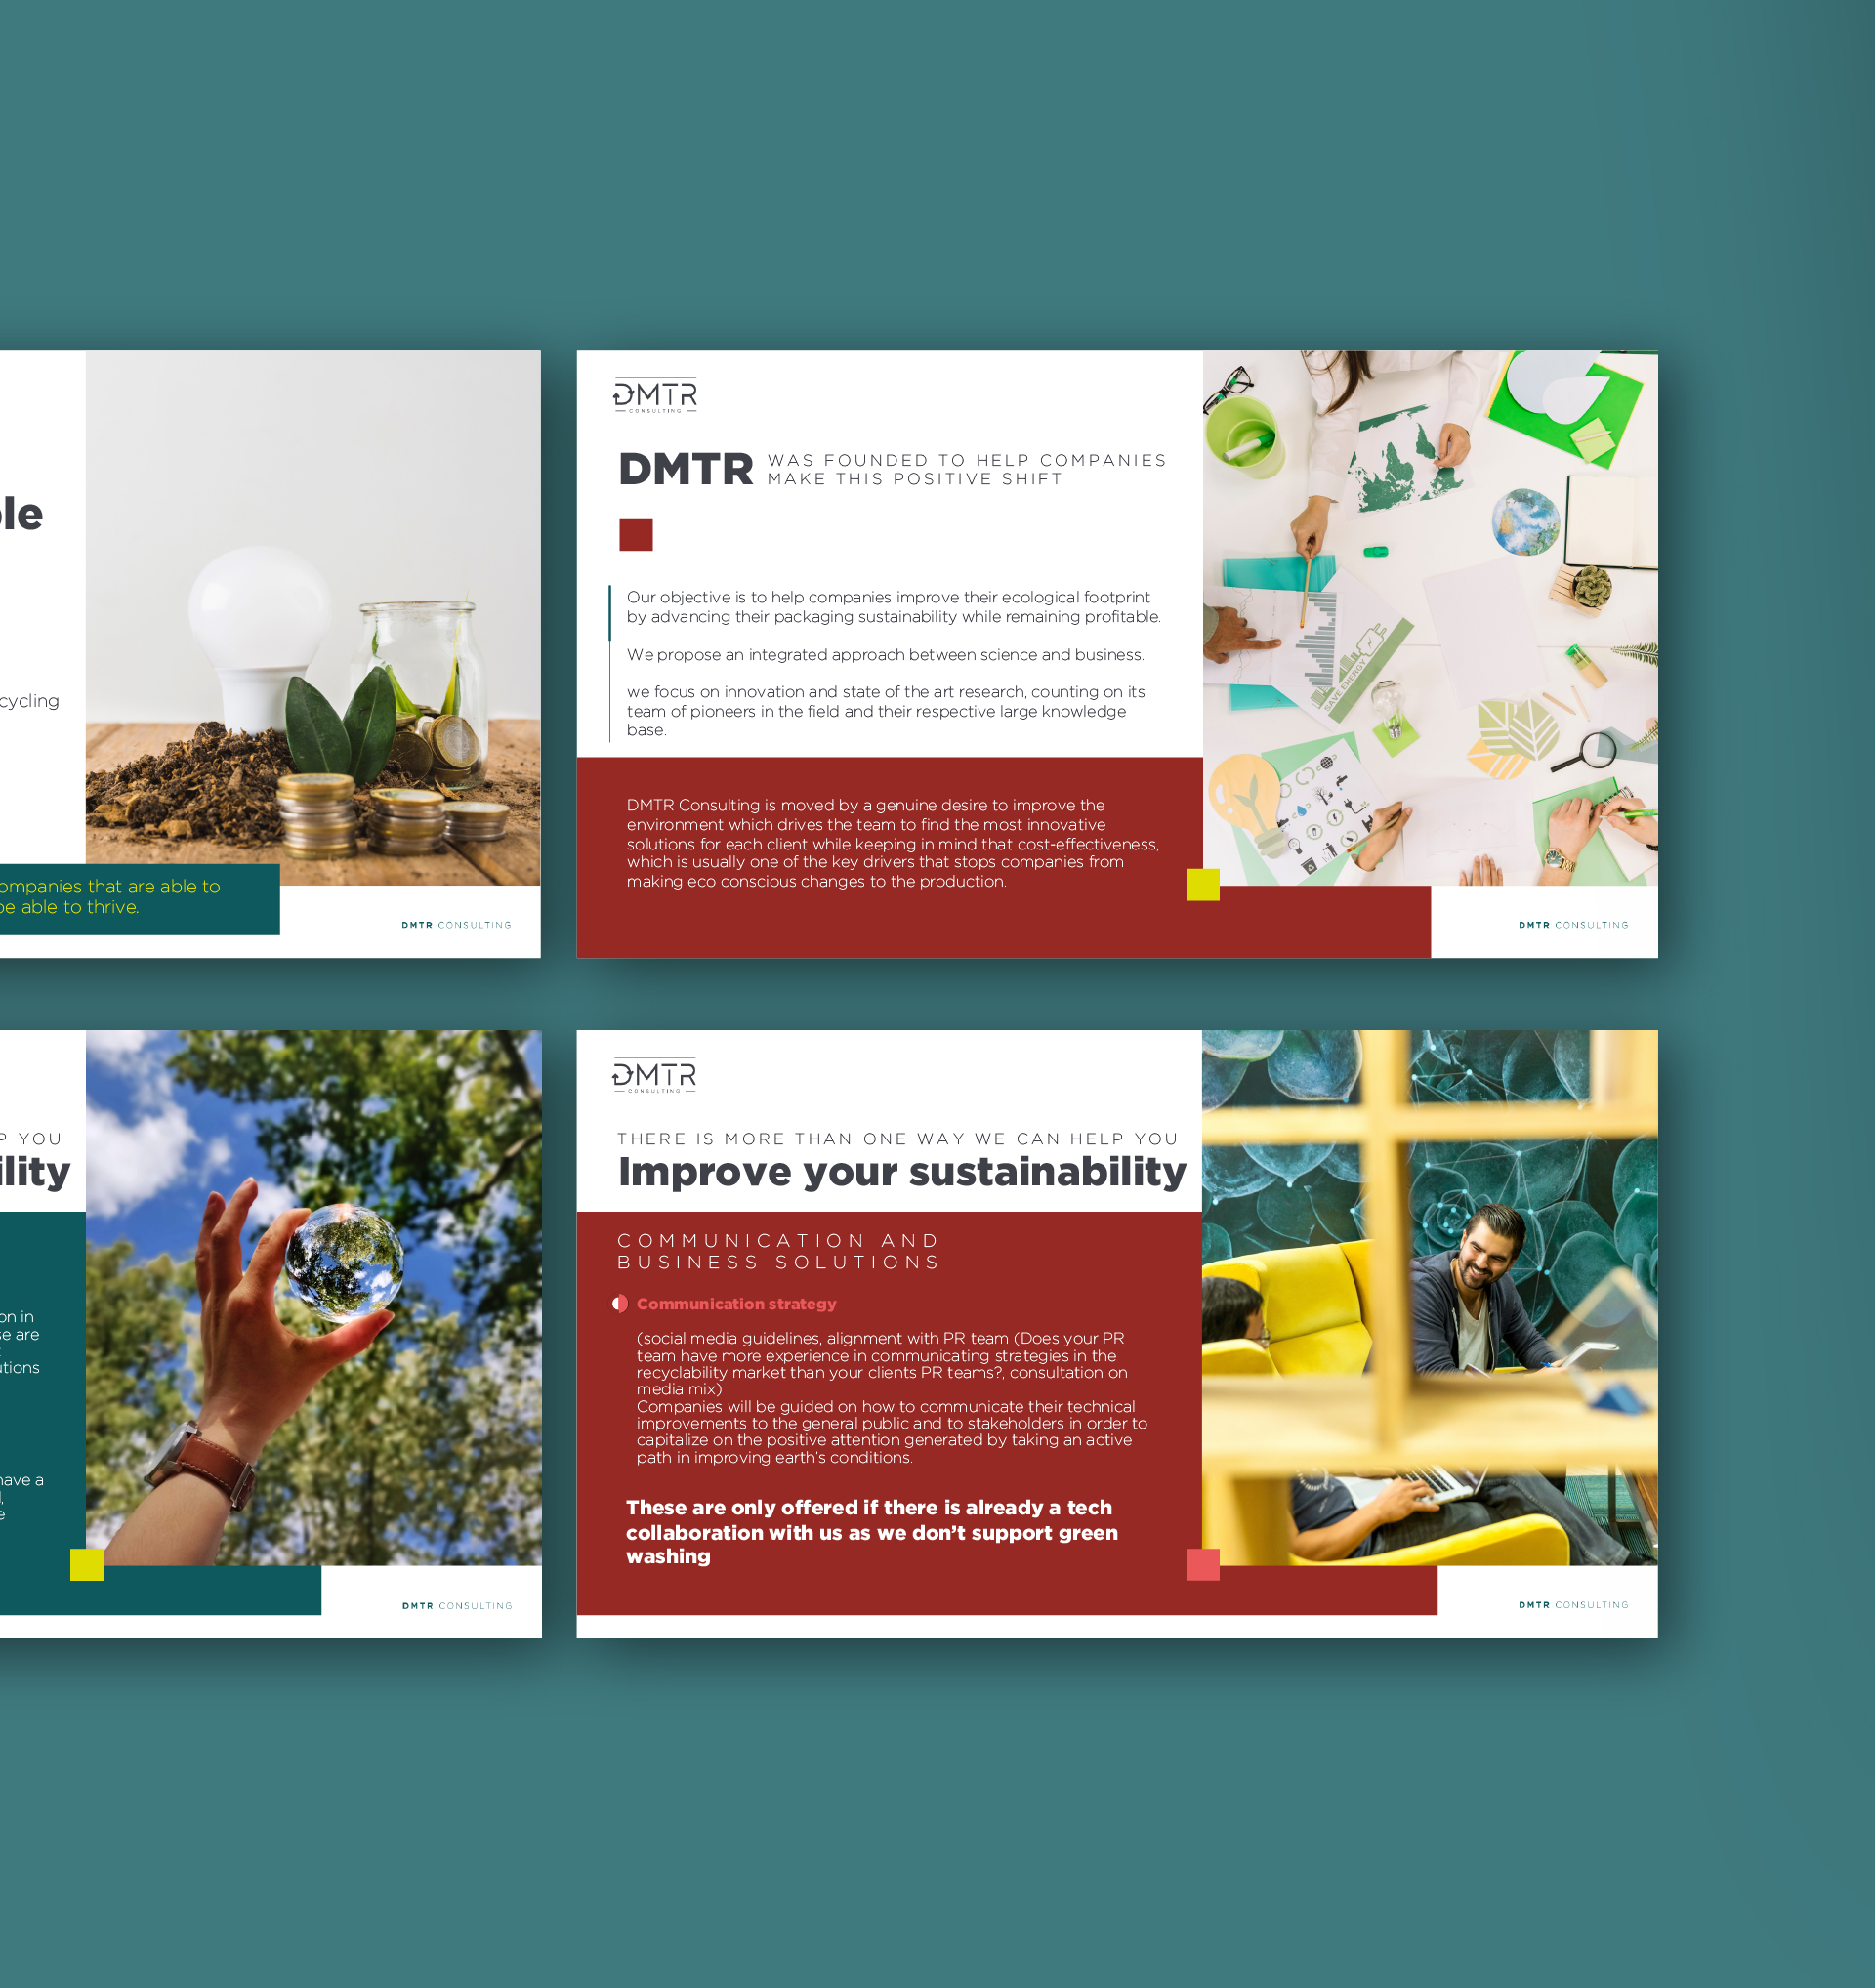 ycling
ompanies that are able to
be able to thrive.
DMTR CONSULTING
DMTR
CONSULTING
DMTR WAS FOUNDED TO HELP COMPANIES
MAKE THIS POSITIVE SHIFT
Our objective is to help companies improve their ecological footprint
by advancing their packaging sustainability while remaining profitable.
We propose an integrated approach between science and business.
we focus on innovation and state of the art research, counting on its
team of pioneers in the field and their respective large knowledge
base.
DMTR Consulting is moved by a genuine desire to improve the
environment which drives the team to find the most innovative
solutions for each client while keeping in mind that cost-effectiveness,
which is usually one of the key drivers that stops companies from
making eco conscious changes to the production.
SAVE ENERGY
DMTR CONSULTING
P YOU
ility
on in
se are
utions
have a
DMTR CONSULTING
DMTR
CONSULTING
THERE IS MORE THAN ONE WAY WE CAN HELP YOU
Improve your sustainability
COMMUNICATION AND
BUSINESS SOLUTIONS
Communication strategy
(social media guidelines, alignment with PR team (Does your PR
team have more experience in communicating strategies in the
recyclability market than your clients PR teams?, consultation on
media mix)
Companies will be guided on how to communicate their technical
improvements to the general public and to stakeholders in order to
capitalize on the positive attention generated by taking an active
path in improving earth's conditions.
These are only offered if there is already a tech
collaboration with us as we don't support green
washing
DMTR CONSULTING